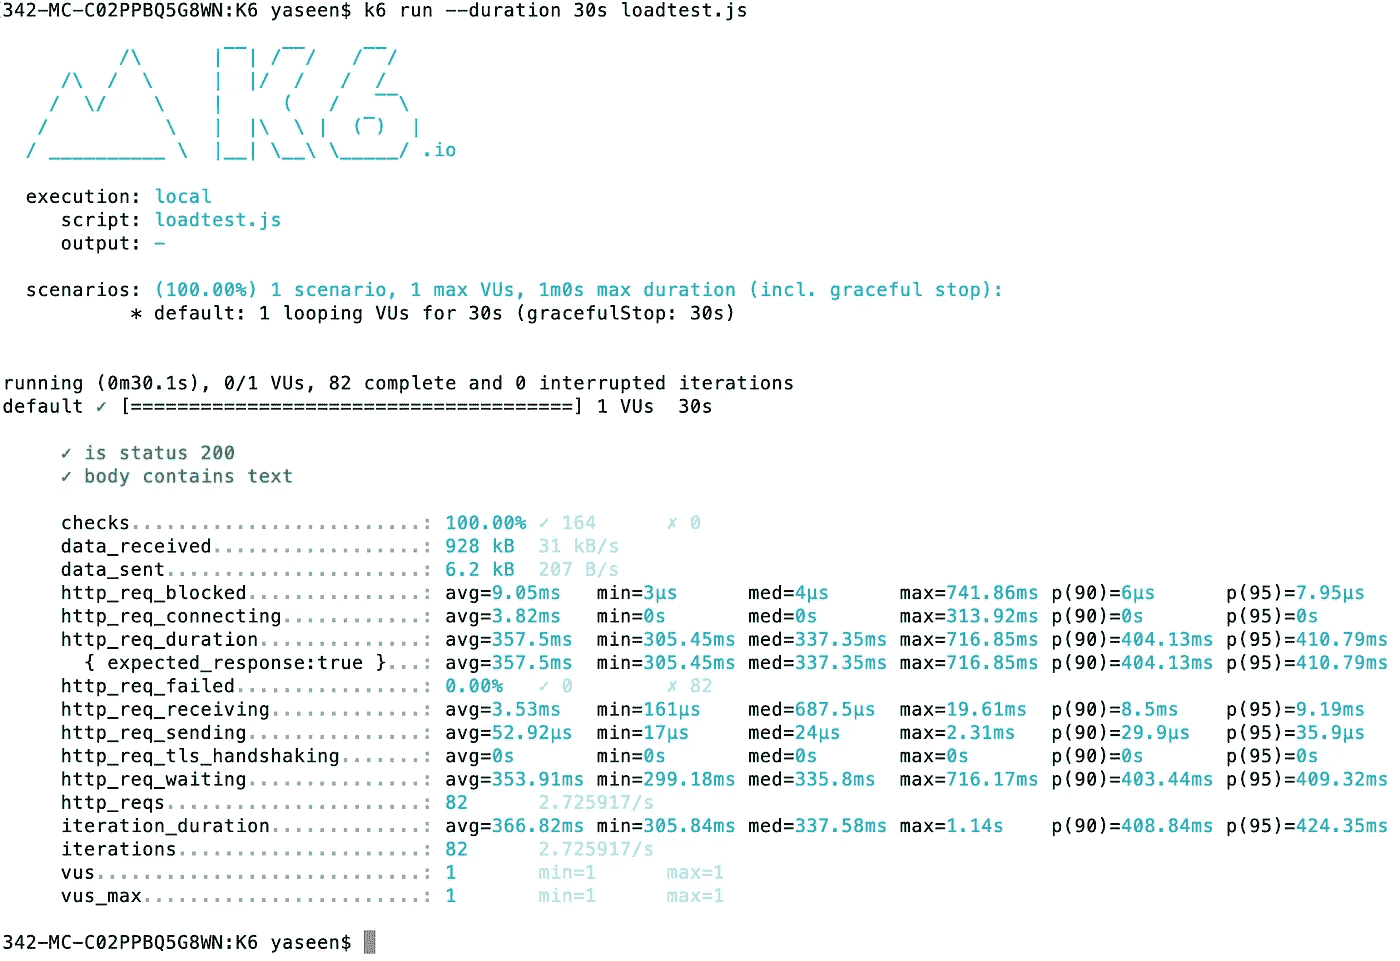 342-MC-C02PPBQ5G8WN:K6 yaseen$ k6 run --duration 30s loadtest.js
K6 .io
execution: local
script: loadtest.js
output: -
scenarios: (100.00%) 1 scenario, 1 max VUs, 1m0s max duration (incl. graceful stop):
* default: 1 looping VUs for 30s (gracefulStop: 30s)
running (0m30.1s), 0/1 VUs, 82 complete and 0 interrupted iterations
default ✓ [======================================] 1 VUs  30s
✓ is status 200
✓ body contains text
checks.........................: 100.00% ✓ 164      ✗ 0
data_received..................: 928 kB  31 kB/s
data_sent......................: 6.2 kB  207 B/s
http_req_blocked...............: avg=9.05ms   min=3µs      med=4µs      max=741.86ms p(90)=6µs      p(95)=7.95µs
http_req_connecting............: avg=3.82ms   min=0s       med=0s       max=313.92ms p(90)=0s       p(95)=0s
http_req_duration..............: avg=357.5ms  min=305.45ms med=337.35ms max=716.85ms p(90)=404.13ms p(95)=410.79ms
{ expected_response:true }...: avg=357.5ms  min=305.45ms med=337.35ms max=716.85ms p(90)=404.13ms p(95)=410.79ms
http_req_failed................: 0.00%   ✓ 0        ✗ 82
http_req_receiving.............: avg=3.53ms   min=161µs    med=687.5µs  max=19.61ms  p(90)=8.5ms    p(95)=9.19ms
http_req_sending...............: avg=52.92µs  min=17µs     med=24µs     max=2.31ms   p(90)=29.9µs   p(95)=35.9µs
http_req_tls_handshaking.......: avg=0s       min=0s       med=0s       max=0s       p(90)=0s       p(95)=0s
http_req_waiting...............: avg=353.91ms min=299.18ms med=335.8ms  max=716.17ms p(90)=403.44ms p(95)=409.32ms
http_reqs......................: 82      2.725917/s
iteration_duration.............: avg=366.82ms min=305.84ms med=337.58ms max=1.14s    p(90)=408.84ms p(95)=424.35ms
iterations.....................: 82      2.725917/s
vus............................: 1       min=1      max=1
vus_max........................: 1       min=1      max=1
342-MC-C02PPBQ5G8WN:K6 yaseen$